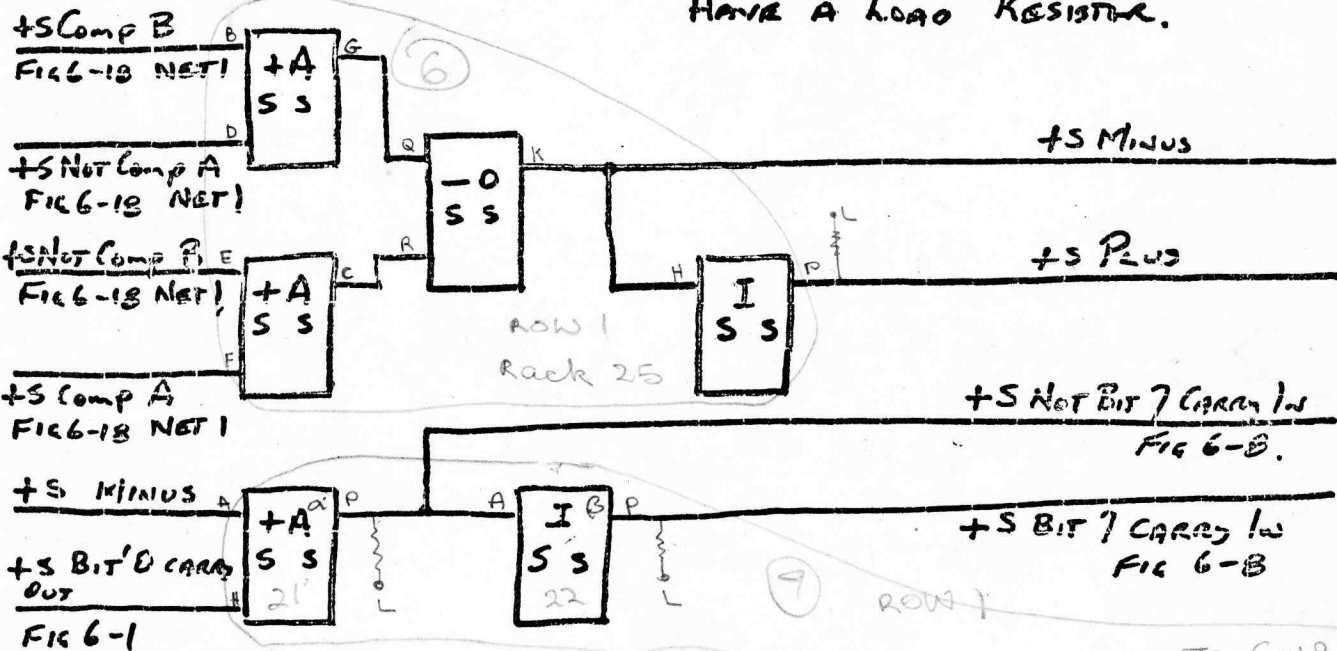 HAVE A LOAD RESISTOR.
+S Comp B
B
FIG 6-18 NET 1
+A
S S
G
6
D
+S NOT Comp A
FIG 6-18 NET 1
Q
-O
S S
K
+S MINUS
R
+S NOT Comp B
E
FIG 6-18 NET 1
+A
S S
C
F
+S Comp A
FIG 6-18 NET 1
H
I
S S
P
L
+S PLUS
ROW 1
Rack 25
+S NOT BIT 7 CARRY IN
FIG 6-8.
+S MINUS
A
+A
α
S S
21
P
L
A
I
β
S S
22
P
L
+S BIT 7 CARRY IN
FIG 6-8
+S BIT 0 CARRY
OUT
H
FIG 6-1
9
ROW 1